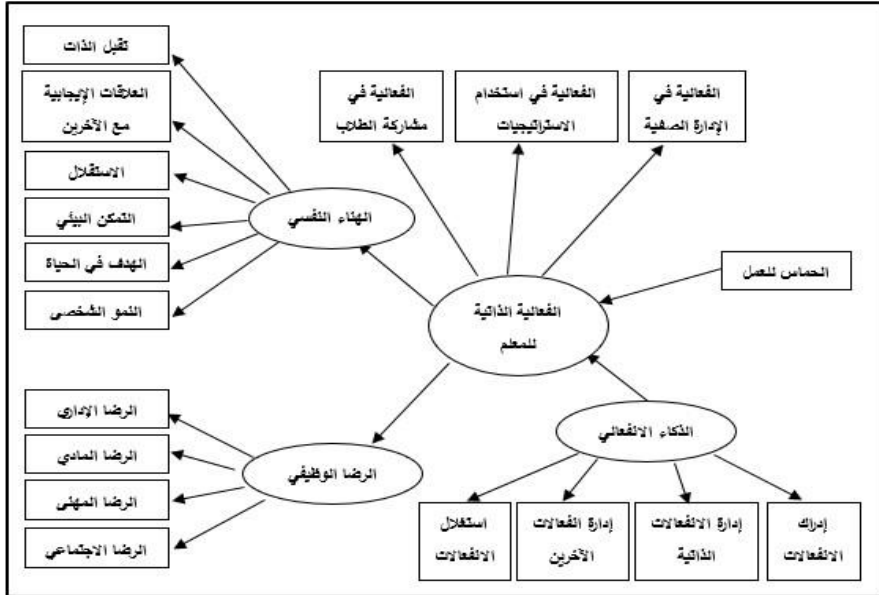 تقبل الذات
العلاقات الإيجابية
مع الآخرين
الاستقلال
التمكن البيئي
الهدف في الحياة
النمو الشخصي
الهناء النفسي
الفعالية في
مشاركة الطلاب
الفعالية في استخدام
الاستراتيجيات
الفعالية في
الإدارة الصفية
الحماس للعمل
الفعالية الذاتية
للمعلم
الرضا الإداري
الرضا المادي
الرضا المهني
الرضا الاجتماعي
الرضا الوظيفي
الذكاء الانفعالي
إدراك
الانفعالات
إدارة الانفعالات
الذاتية
إدارة انفعالات
الآخرين
استغلال
الانفعالات